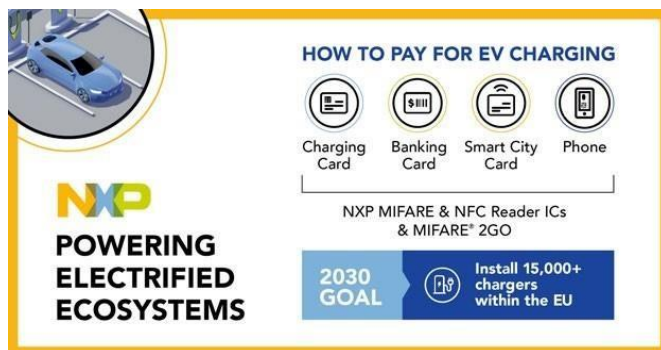 HOW TO PAY FOR EV CHARGING
Charging
Card
Banking
Card
Smart City
Card
Phone
NXP MIFARE & NFC Reader ICs
& MIFARE® 2GO
NXP
POWERING
ELECTRIFIED
ECOSYSTEMS
2030
GOAL
Install 15,000+
chargers
within the EU